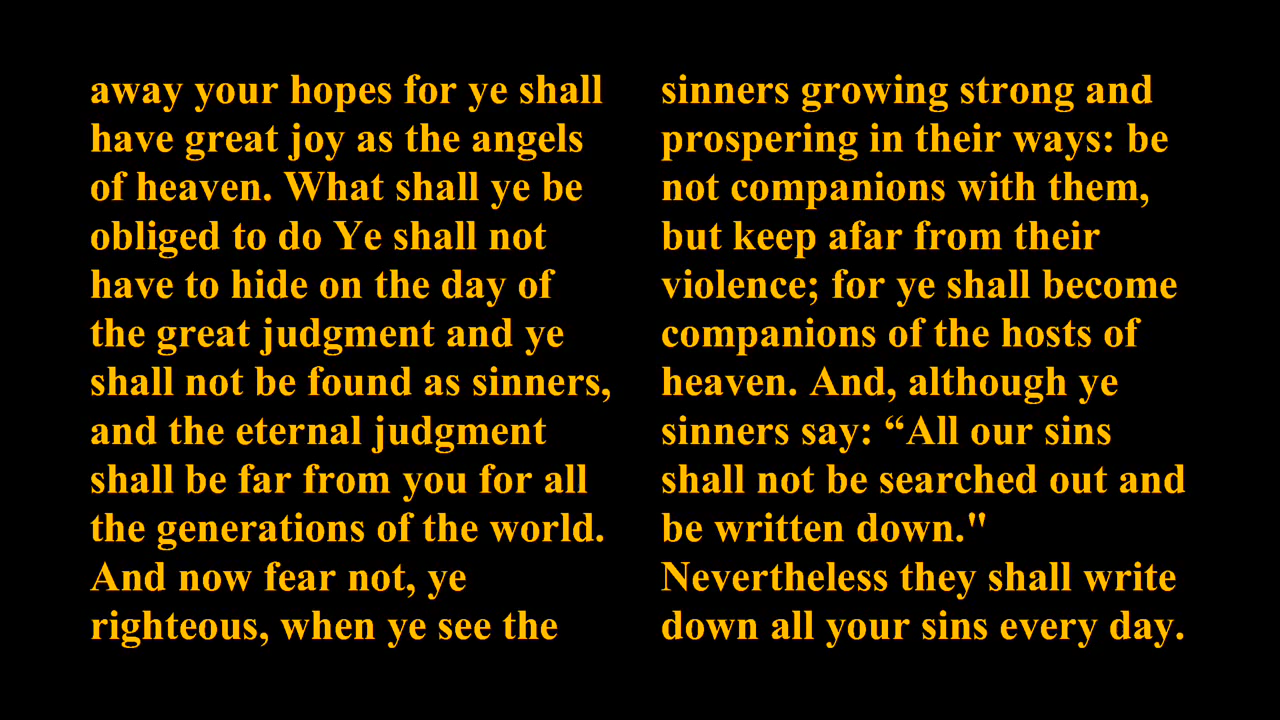 away your hopes for ye shall
have great joy as the angels
of heaven. What shall ye be
obliged to do Ye shall not
have to hide on the day of
the great judgment and ye
shall not be found as sinners,
and the eternal judgment
shall be far from you for all
the generations of the world.
And now fear not, ye
righteous, when ye see the
sinners growing strong and
prospering in their ways: be
not companions with them,
but keep afar from their
violence; for ye shall become
companions of the hosts of
heaven. And, although ye
sinners say: “All our sins
shall not be searched out and
be written down."
Nevertheless they shall write
down all your sins every day.